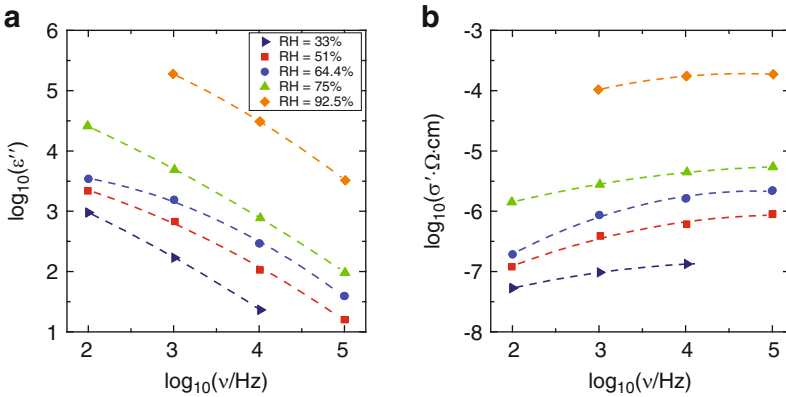 a
b
6
5
4
3
2
1
log10(ε′′)
RH = 33%
RH = 51%
RH = 64.4%
RH = 75%
RH = 92.5%
2
3
4
5
log10(ν/Hz)
-3
-4
-5
-6
-7
-8
log10(σ′·Ω·cm)
2
3
4
5
log10(ν/Hz)